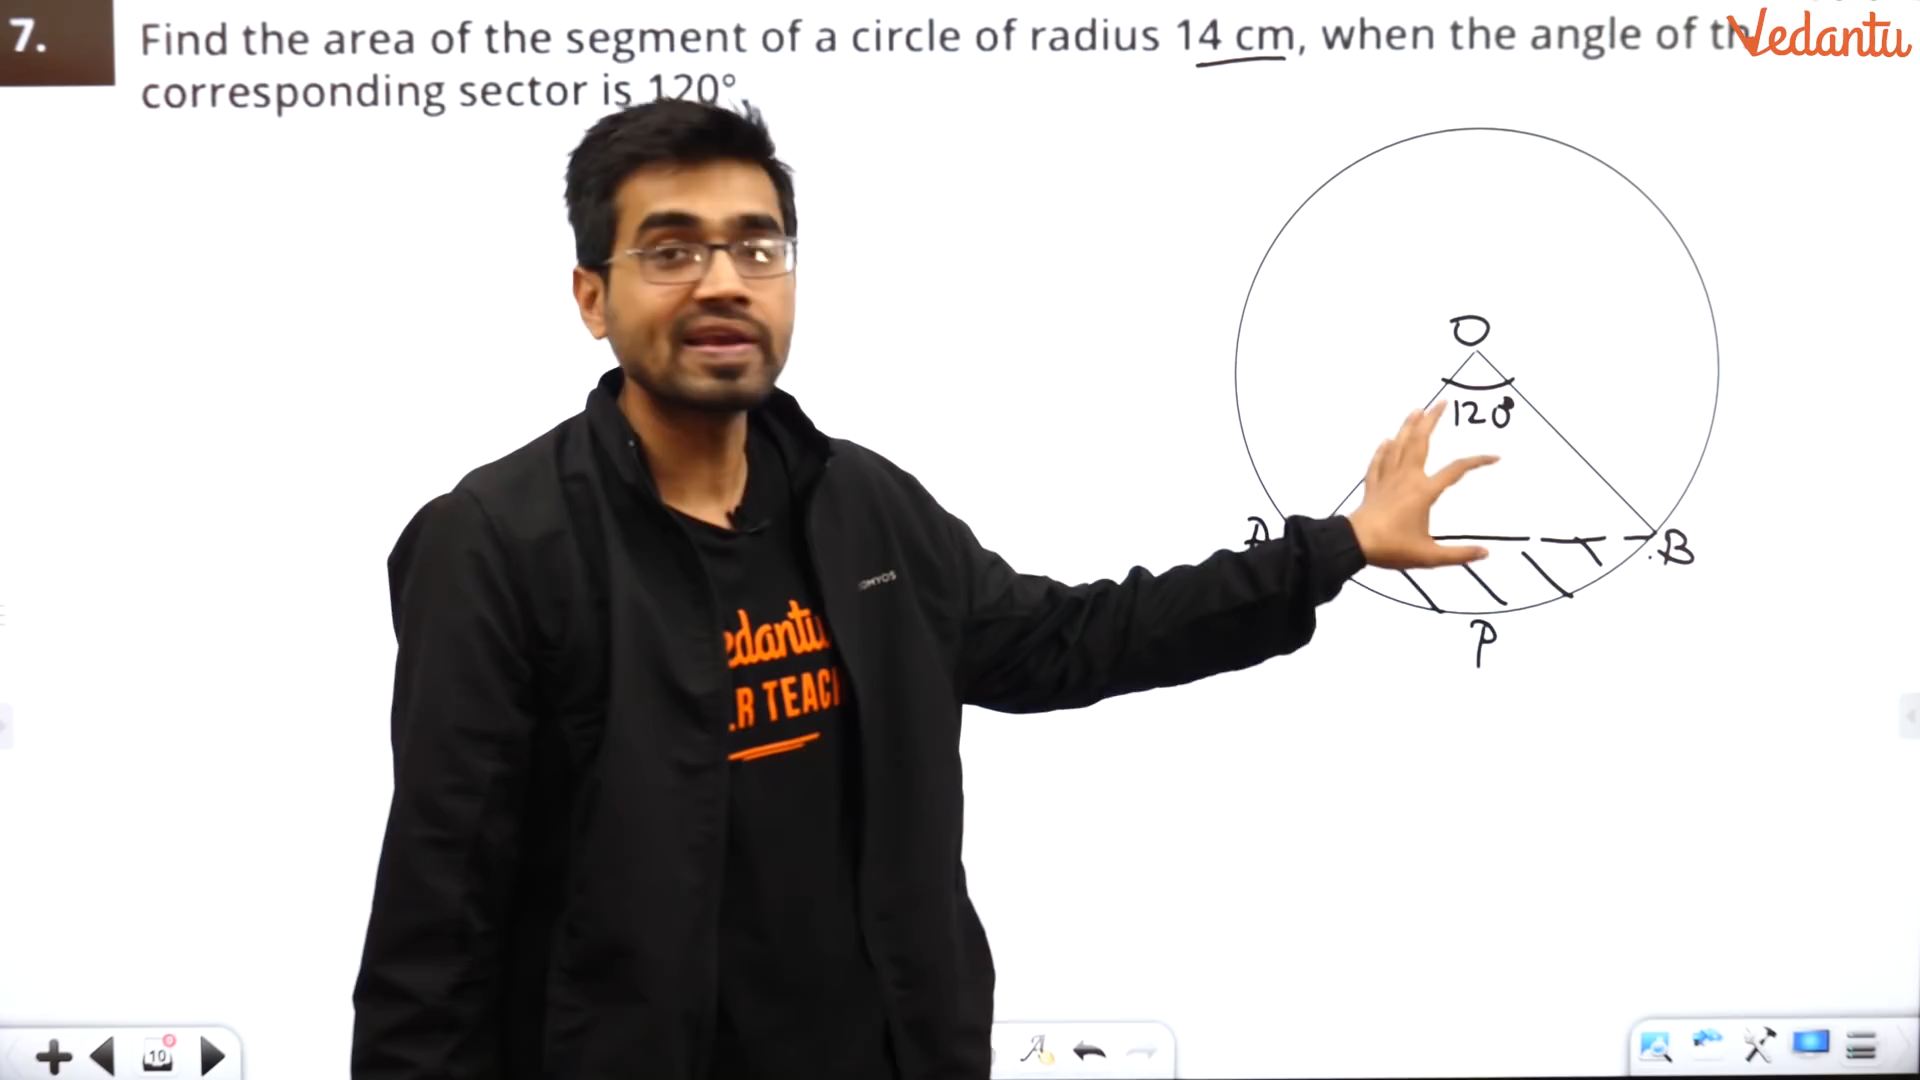 7.
Find the area of the segment of a circle of radius 14 cm, when the angle of
Vedantu
corresponding sector is 120°.
O
120°
B
P
edantu
TEAC
10